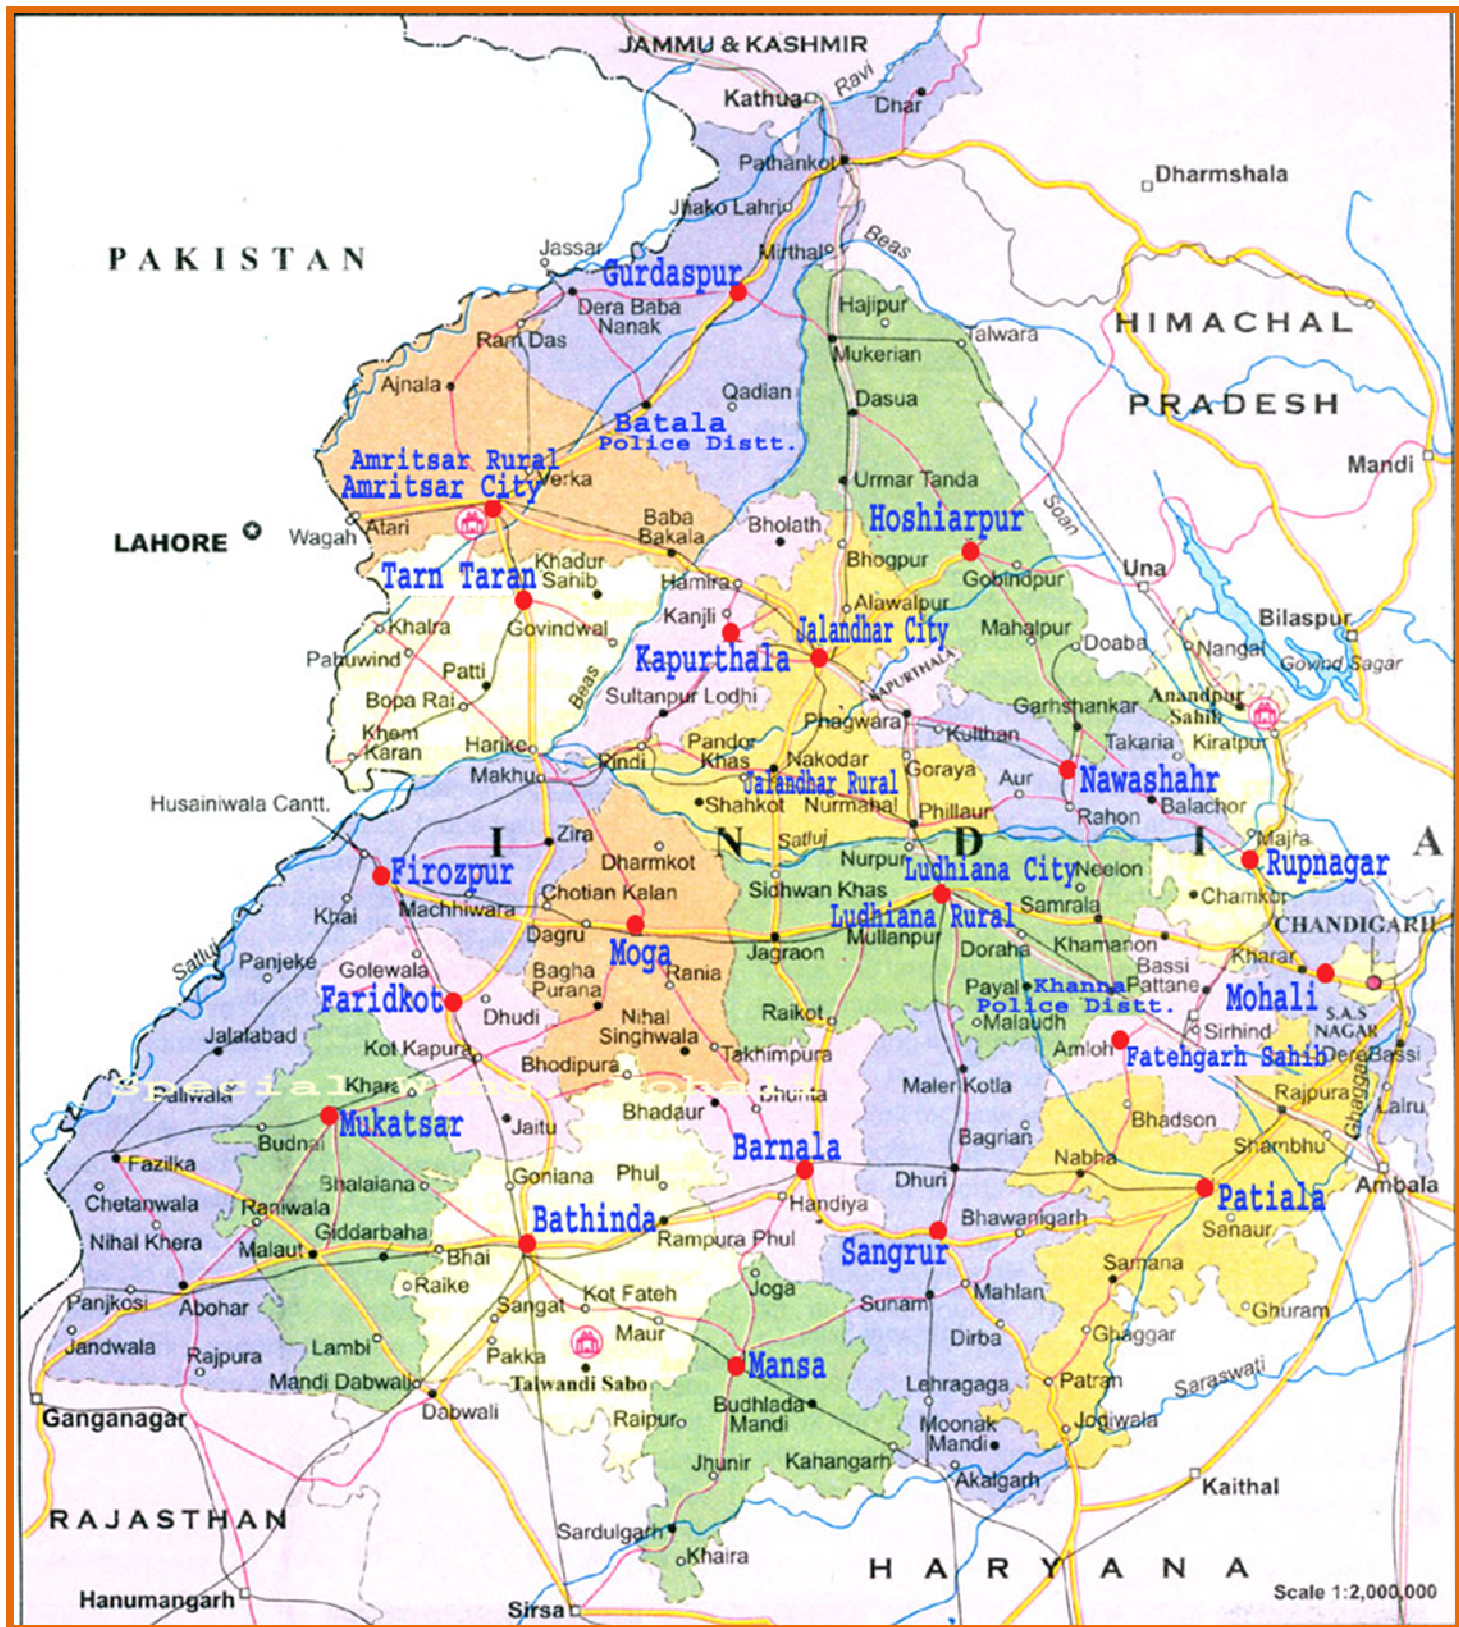 JAMMU & KASHMIR
Kathua
Ravi
Dhar
Pathankot
Dharmshala
Jhako Lahri
PAKISTAN
Jassar
Mirthal
Beas
Gurdaspur
Dera Baba
Nanak
Hajipur
HIMACHAL
Ram Das
Talwara
Mukerian
Ajnala
Qadian
Dasua
PRADESH
Batala
Police Distt.
Amritsar Rural
Amritsar City
Verka
Urmar Tanda
Mandi
Soan
LAHORE
Wagah
Atari
Baba
Bakala
Bholath
Hoshiarpur
Khadur
Sahib
Bhogpur
Tarn Taran
Hamira
Gobindpur
Una
Kanjli
Alawalpur
Khalra
Govindwal
Jalandhar City
Mahalpur
Doaba
Nangal
Bilaspur
Govind Sagar
Pahuwind
Kapurthala
KAPURTHALA
Patti
Beas
Bopa Rai
Sultanpur Lodhi
Anandpur
Sahib
Garhshankar
Phagwara
Kulthan
Khem
Karan
Harike
Pandor
Khas
Takaria
Kiratpur
Makhu
Pindi
Nakodar
Goraya
Aur
Nawashahr
Jalandhar Rural
Husainiwala Cantt.
Shahkot
Nurmahal
Phillaur
Balachor
Rahon
Zira
I N D I A
Satluj
Majra
Dharmkot
Nurpur
Firozpur
Ludhiana City
Neelon
Rupnagar
Chotian Kalan
Sidhwan Khas
Khai
Machhiwara
Ludhiana Rural
Samrala
Chamkor
CHANDIGARH
Dagru
Mullanpur
Doraha
Khamanon
Moga
Jagraon
Kharar
Satluj
Panjeke
Golewala
Bagha
Purana
Rania
Bassi
Pattane
Faridkot
Payal
Khanna
Police Distt.
Mohali
Dhudi
Nihal
Singhwala
Raikot
Malaudh
Sirhind
S.A.S
NAGAR
Jalalabad
Kot Kapura
Bhodipura
Takhimpura
Amloh
Fatehgarh Sahib
DeraBassi
Special Wing Mohali
Khara
Maler Kotla
Rajpura
Lalru
Mukatsar
Bhadaur
Bhadson
Ghaggar
Budnai
Jaitu
Bagrian
Shambhu
Fazilka
Barnala
Nabha
Goniana
Phul
Dhuri
Bhalaiana
Patiala
Ambala
Chetanwala
Raniwala
Handiya
Bathinda
Bhawanigarh
Sanaur
Giddarbaha
Nihal Khera
Malaut
Bhai
Rampura Phul
Sangrur
Samana
Raike
Joga
Kot Fateh
Mahlan
Panjkosi
Abohar
Sangat
Sunam
Ghuram
Maur
Jandwala
Lambi
Dirba
Ghaggar
Rajpura
Pakka
Mansa
Mandi Dabwali
Talwandi Sabo
Lehragaga
Patran
Saraswati
Ganganagar
Dabwali
Raipur
Budhlada
Mandi
Moonak
Mandi
Jogiwala
Jhunir
Kahangarh
Akalgarh
Kaithal
RAJASTHAN
Sardulgarh
Khaira
HARYANA
Hanumangarh
Scale 1:2,000,000
Sirsa